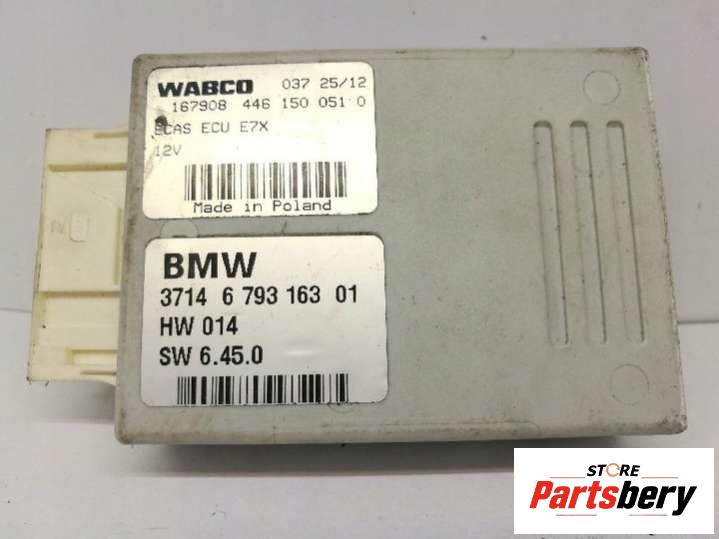 WABCO 037 25/12
167908 446 150 051 0
ECAS ECU E7X
12V
Made in Poland
BMW
3714 6 793 163 01
HW 014
SW 6.45.0
STORE
Partsbery